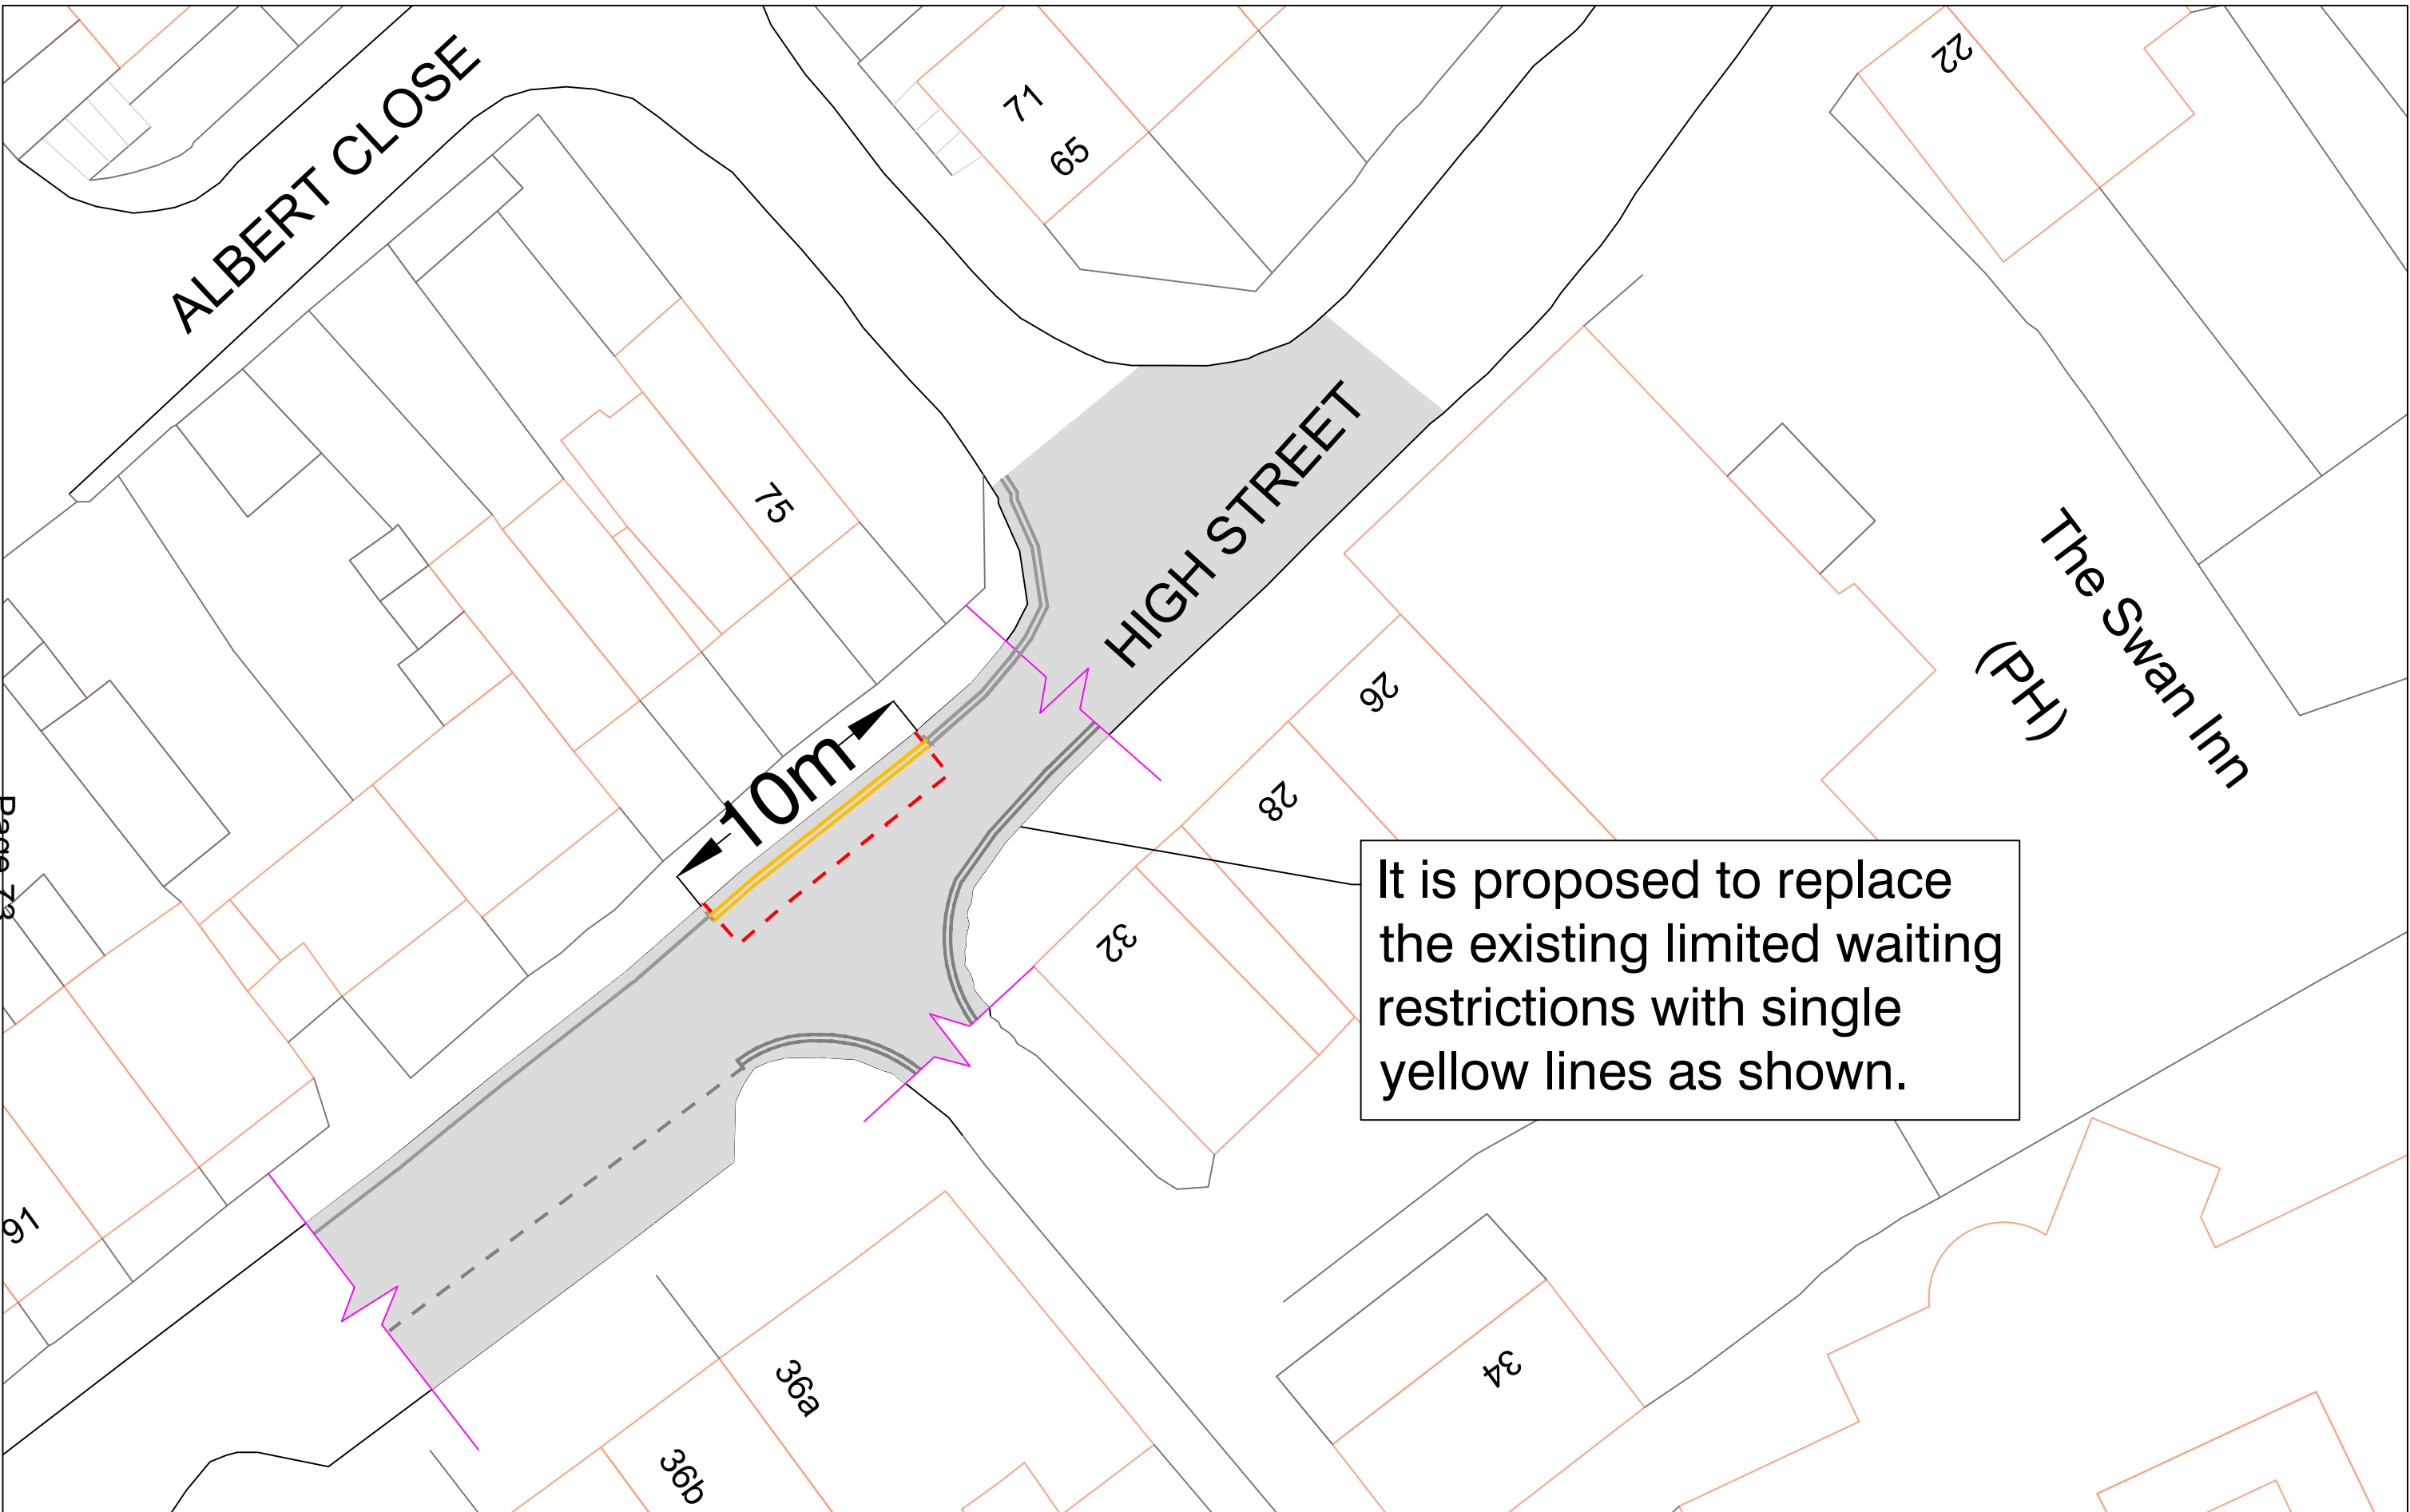 ALBERT CLOSE
71
65
22
75
HIGH STREET
The Swan Inn
(PH)
26
28
10m
32
It is proposed to replace
the existing limited waiting
restrictions with single
yellow lines as shown.
91
34
36a
36b